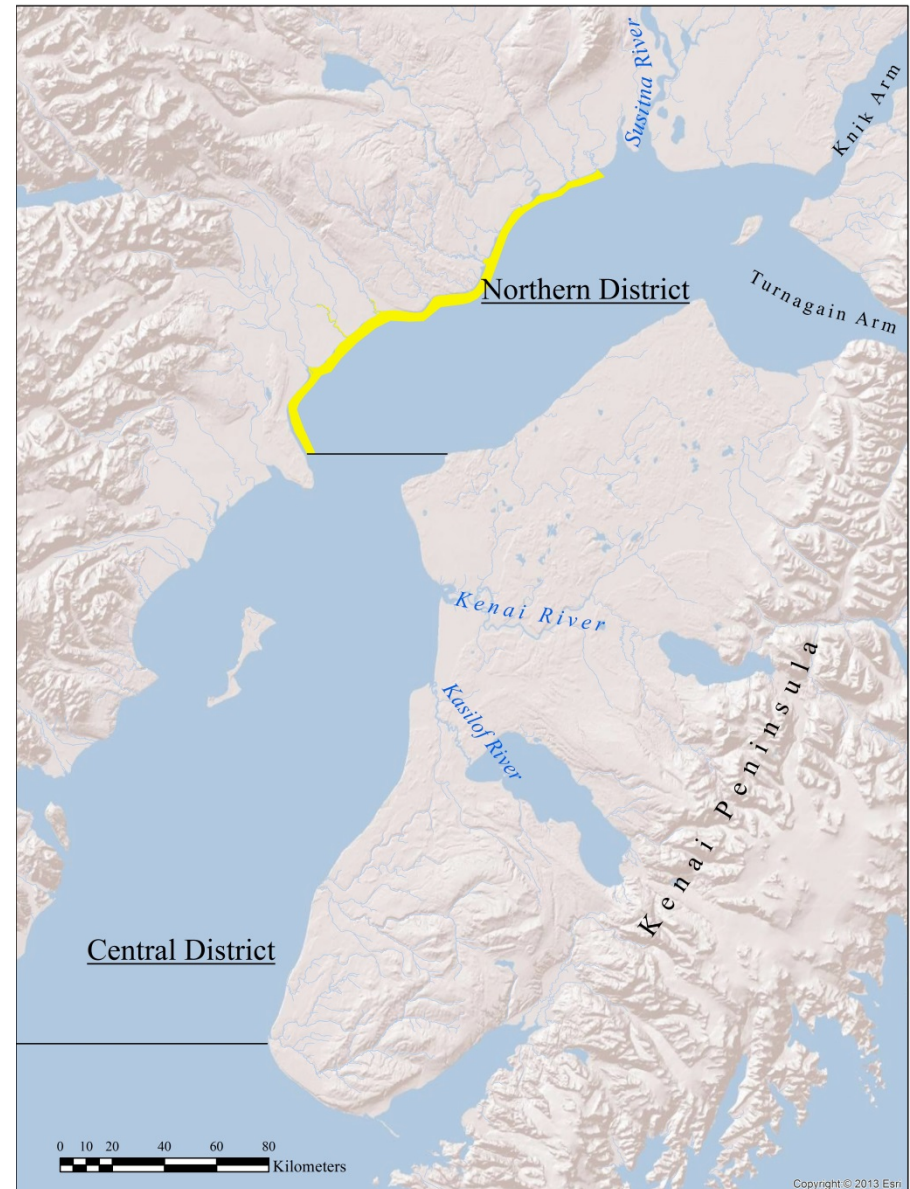 Susitna River
Knik Arm
Northern District
Turnagain Arm
Kenai River
Kasilof River
Kenai Peninsula
Central District
0 10 20 40 60 80
Kilometers
Copyright © 2013 Esri